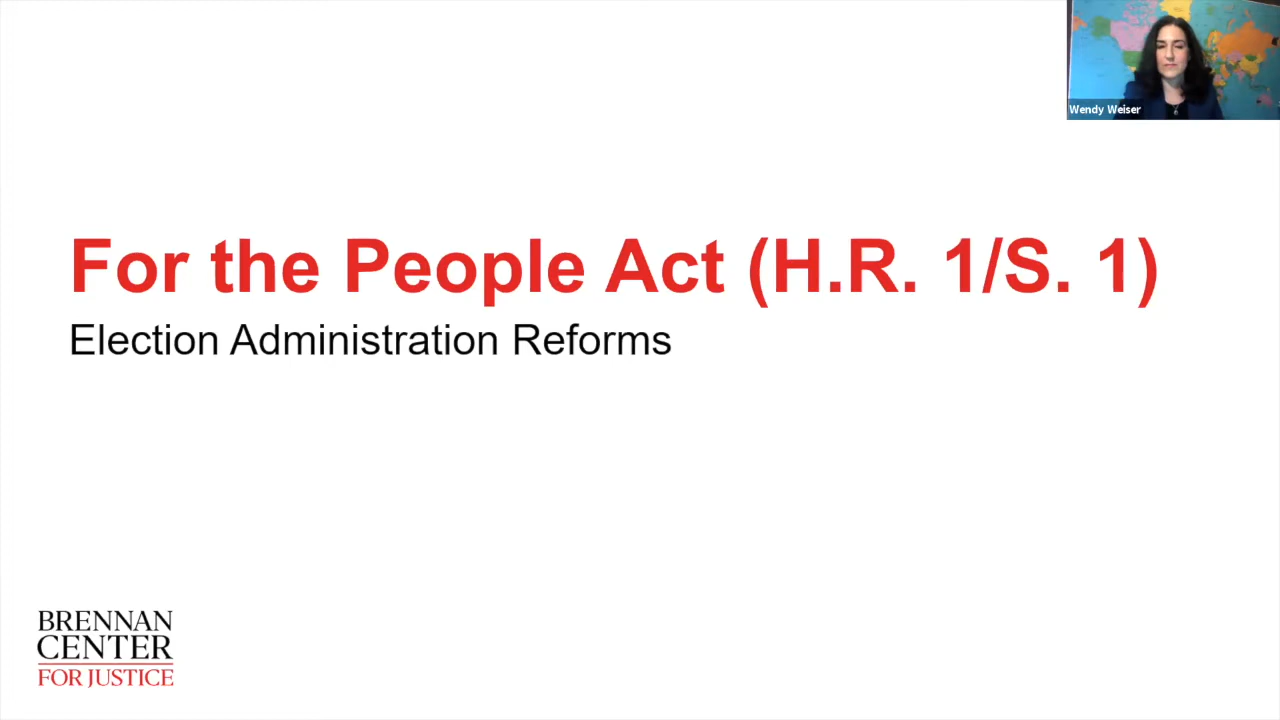 Wendy Weiser
For the People Act (H.R. 1/S. 1)
Election Administration Reforms
BRENNAN
CENTER
FOR JUSTICE